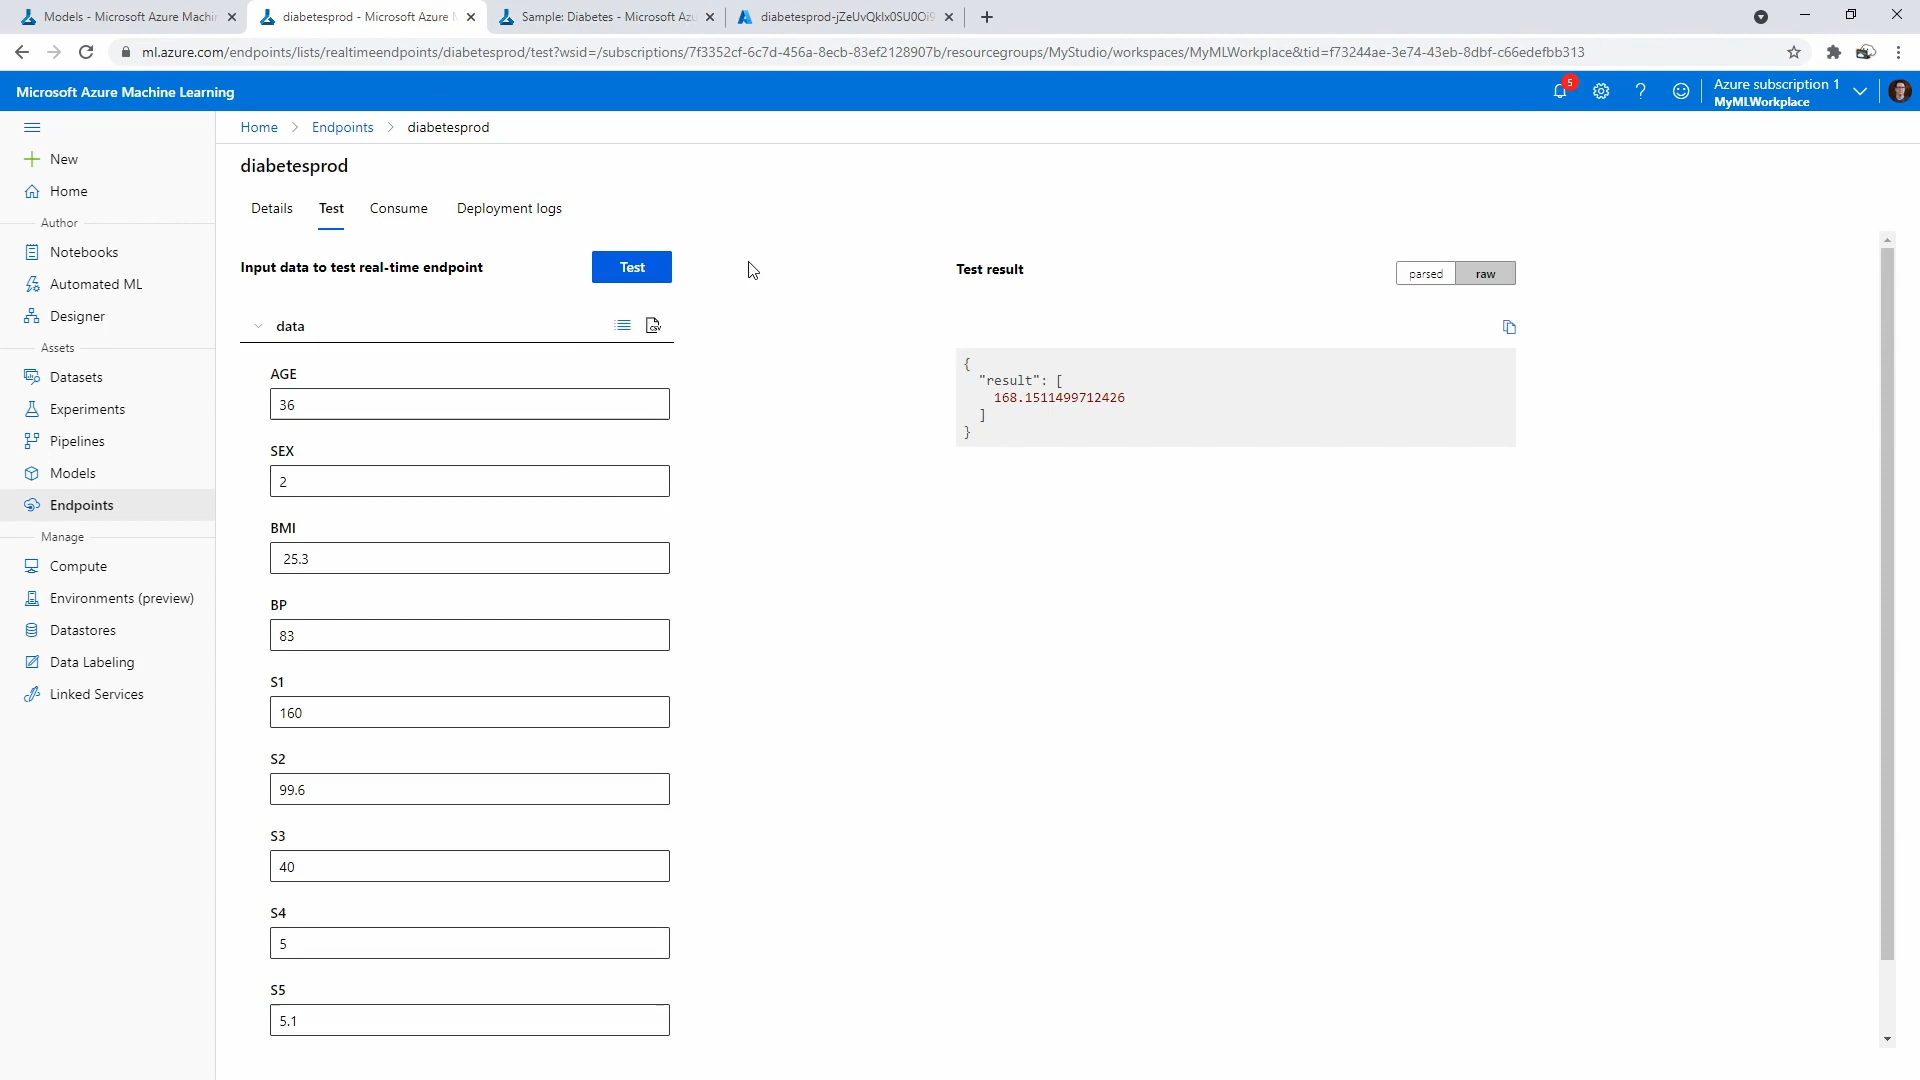 Models - Microsoft Azure Machin
diabetesprod - Microsoft Azure M
Sample: Diabetes - Microsoft Azu
diabetesprod-jZeUvQklx0SU0Oi9
ml.azure.com/endpoints/lists/realtimeendpoints/diabetesprod/test?wsid=/subscriptions/7f3352cf-6c7d-456a-8ecb-83ef2128907b/resourcegroups/MyStudio/workspaces/MyMLWorkplace&tid=f73244ae-3e74-43eb-8dbf-c66edefbb313
Microsoft Azure Machine Learning
5
Azure subscription 1
MyMLWorkplace
Home
Endpoints
diabetesprod
New
Home
Author
Notebooks
Automated ML
Designer
Assets
Datasets
Experiments
Pipelines
Models
Endpoints
Manage
Compute
Environments (preview)
Datastores
Data Labeling
Linked Services
diabetesprod
Details
Test
Consume
Deployment logs
Input data to test real-time endpoint
Test
data
AGE
36
SEX
2
BMI
25.3
BP
83
S1
160
S2
99.6
S3
40
S4
5
S5
5.1
Test result
parsed
raw
{
"result": [
168.1511499712426
]
}